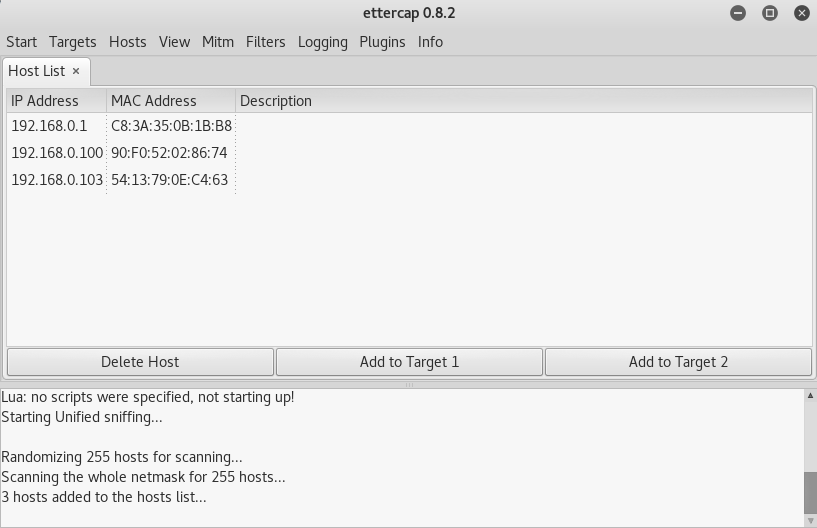 ettercap 0.8.2
Start Targets Hosts View Mitm Filters Logging Plugins Info
Host List ×
IP Address MAC Address Description
192.168.0.1 C8:3A:35:0B:1B:B8
192.168.0.100 90:F0:52:02:86:74
192.168.0.103 54:13:79:0E:C4:63
Delete Host Add to Target 1 Add to Target 2
Lua: no scripts were specified, not starting up!
Starting Unified sniffing...
Randomizing 255 hosts for scanning...
Scanning the whole netmask for 255 hosts...
3 hosts added to the hosts list...